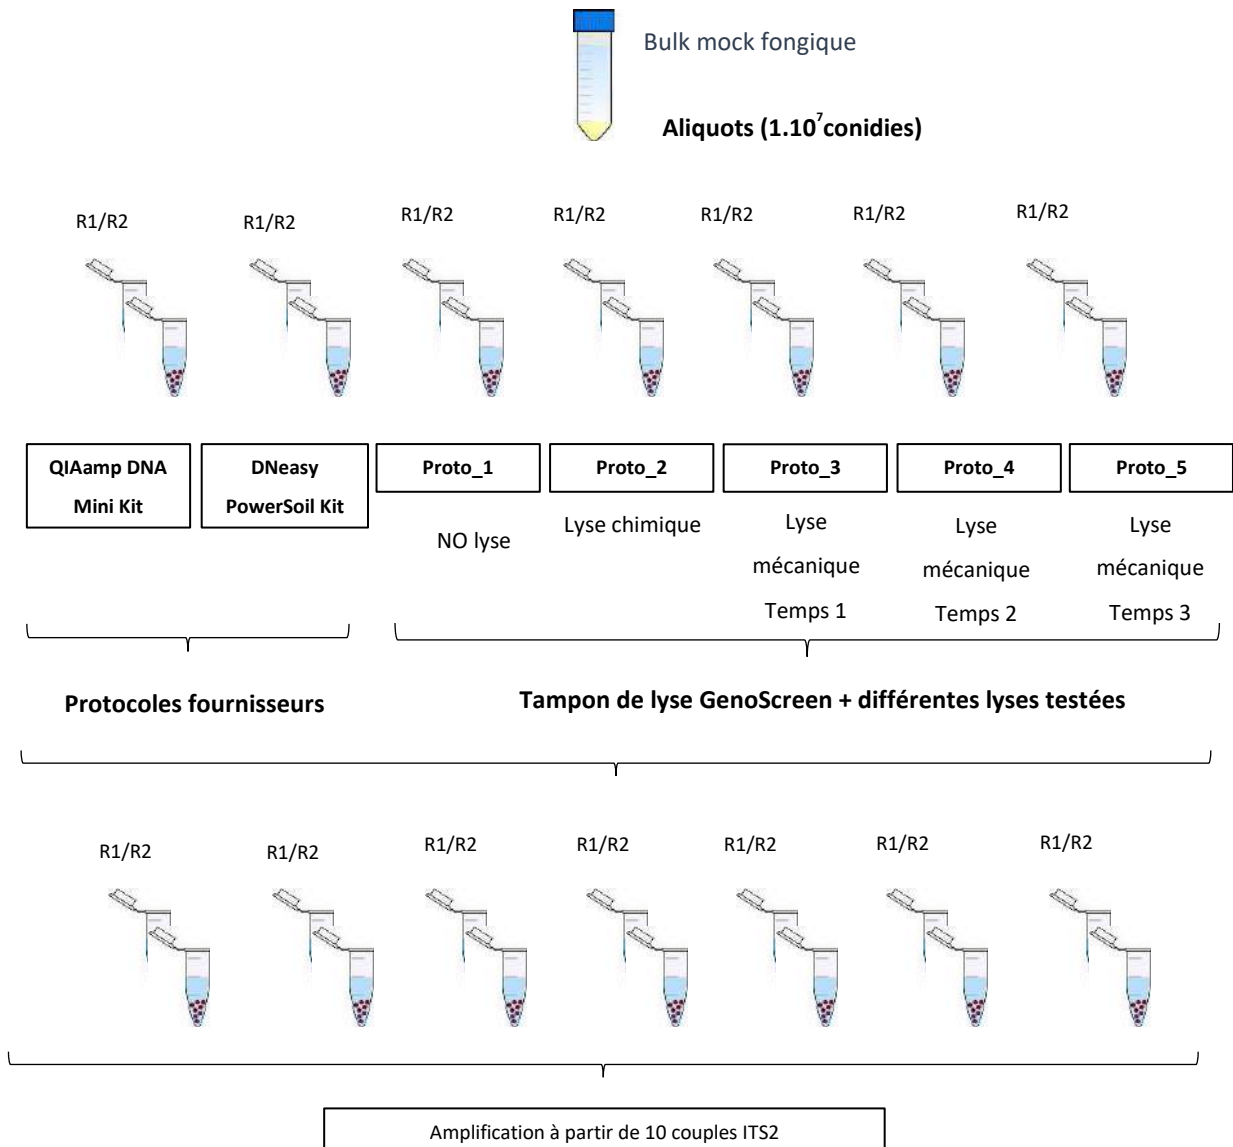 Bulk mock fongique
Aliquots (1.10⁷conidies)
R1/R2 R1/R2 R1/R2 R1/R2 R1/R2 R1/R2 R1/R2
QIAamp DNA
Mini Kit
DNeasy
PowerSoil Kit
Proto_1
NO lyse
Proto_2
Lyse chimique
Proto_3
Lyse
mécanique
Temps 1
Proto_4
Lyse
mécanique
Temps 2
Proto_5
Lyse
mécanique
Temps 3
Protocoles fournisseurs
Tampon de lyse GenoScreen + différentes lyses testées
R1/R2 R1/R2 R1/R2 R1/R2 R1/R2 R1/R2 R1/R2
Amplification à partir de 10 couples ITS2